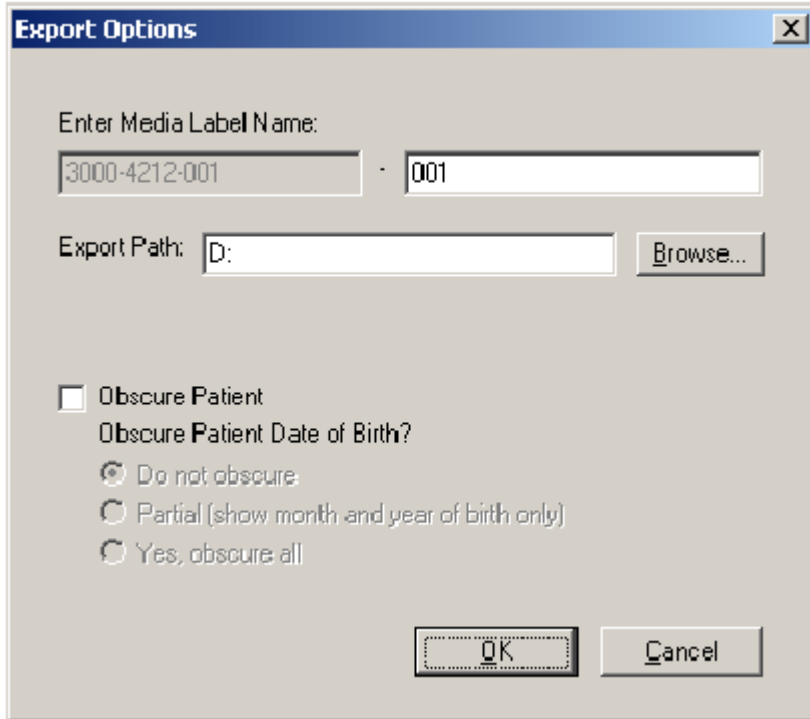 Export Options
Enter Media Label Name:
3000-4212-001 - 001
Export Path: D: Browse...
Obscure Patient
Obscure Patient Date of Birth?
Do not obscure
Partial (show month and year of birth only)
Yes, obscure all
OK Cancel